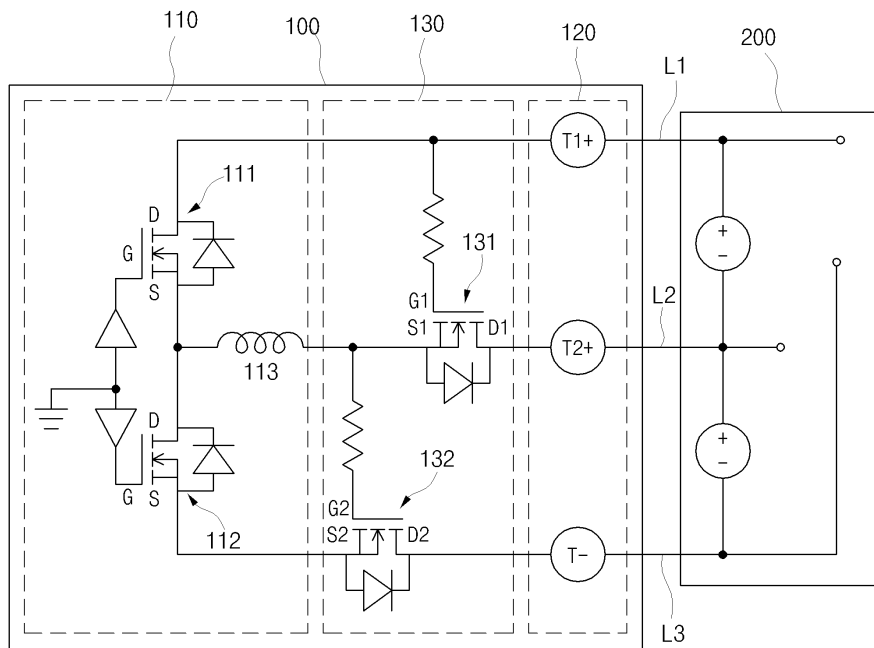 110
100
130
120
200
L1
T1+
111
D
G
S
131
+
-
G1
S1
D1
L2
113
T2+
D
G
S
112
132
G2
S2
D2
+
-
T-
L3